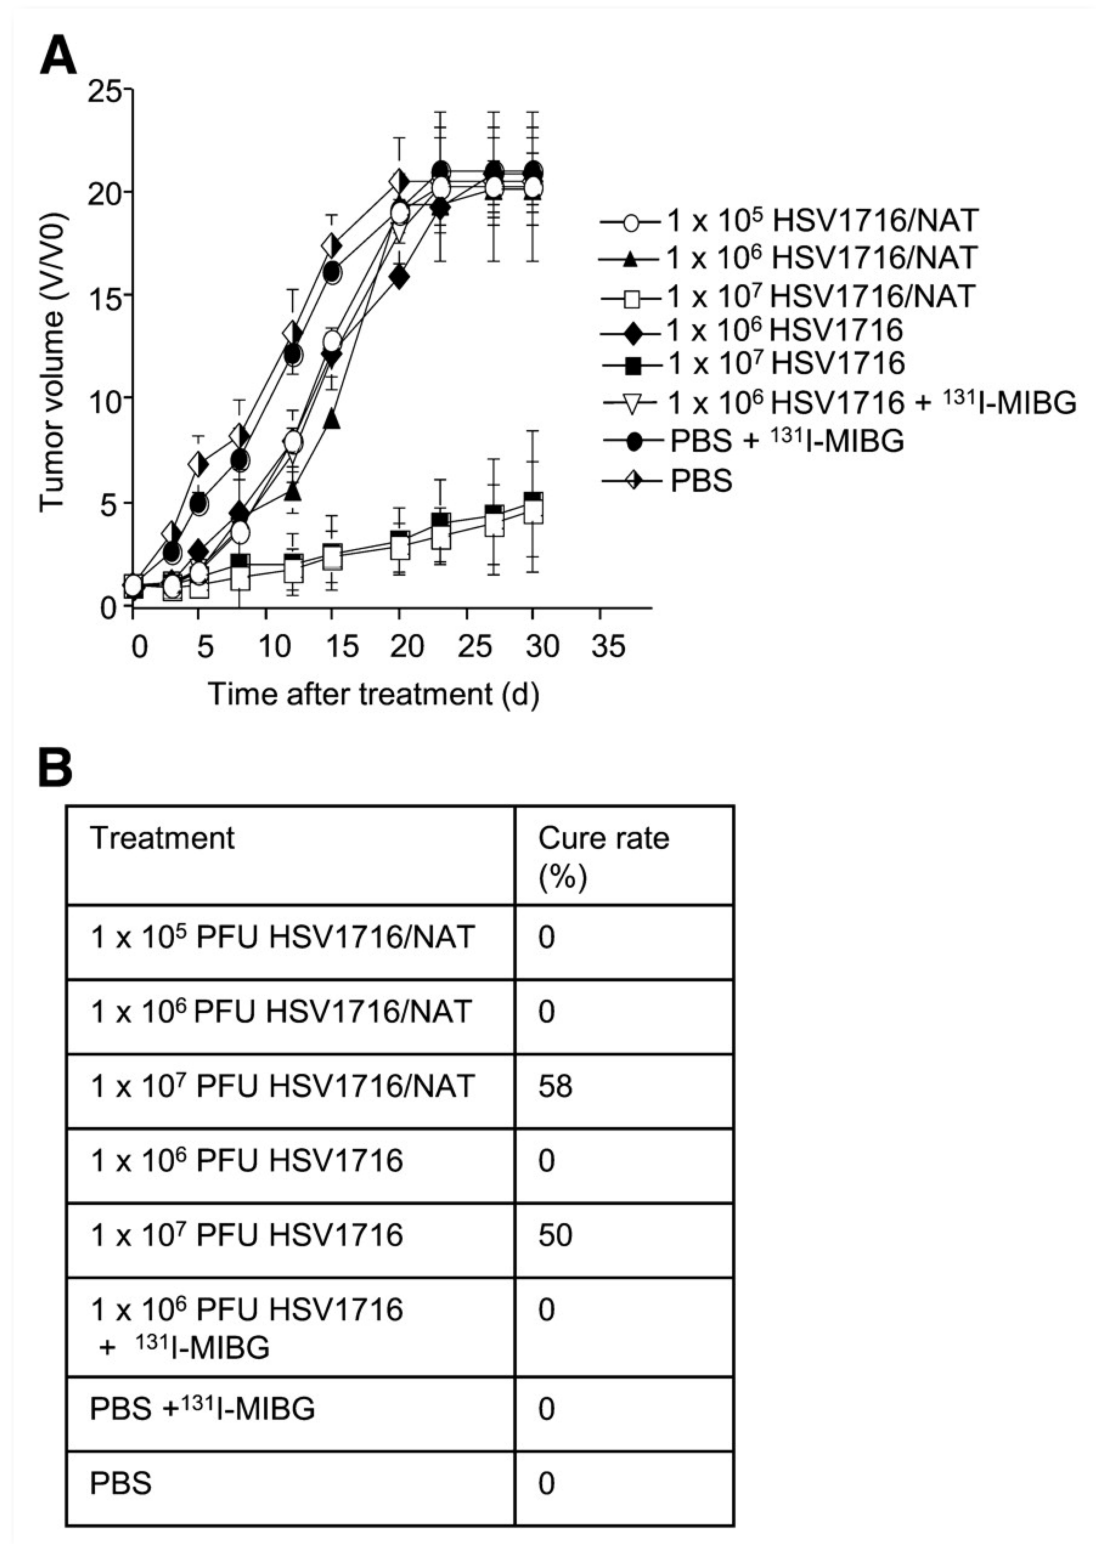 A
25
20
15
10
5
0
Tumor volume (V/V0)
0 5 10 15 20 25 30 35
Time after treatment (d)
1 x 10⁵ HSV1716/NAT
1 x 10⁶ HSV1716/NAT
1 x 10⁷ HSV1716/NAT
1 x 10⁶ HSV1716
1 x 10⁷ HSV1716
1 x 10⁶ HSV1716 + ¹³¹I-MIBG
PBS + ¹³¹I-MIBG
PBS
B
Treatment Cure rate
(%)
1 x 10⁵ PFU HSV1716/NAT 0
1 x 10⁶ PFU HSV1716/NAT 0
1 x 10⁷ PFU HSV1716/NAT 58
1 x 10⁶ PFU HSV1716 0
1 x 10⁷ PFU HSV1716 50
1 x 10⁶ PFU HSV1716 0
+ ¹³¹I-MIBG
PBS +¹³¹I-MIBG 0
PBS 0